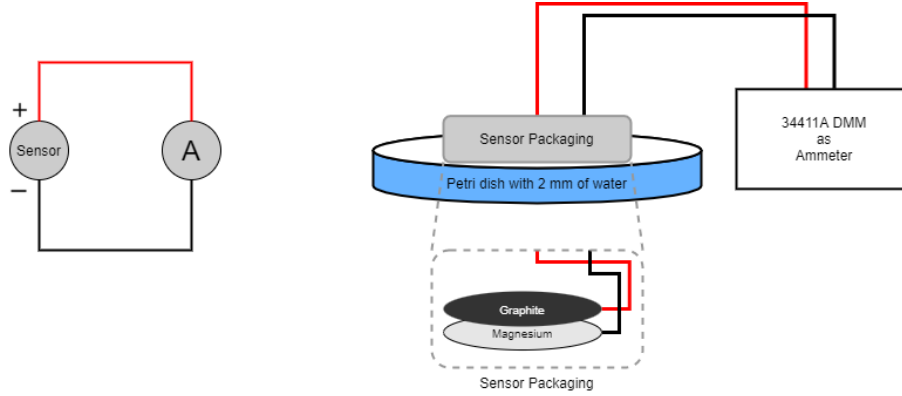 +
Sensor
A
−
Sensor Packaging
Petri dish with 2 mm of water
34411A DMM
as
Ammeter
Graphite
Magnesium
Sensor Packaging